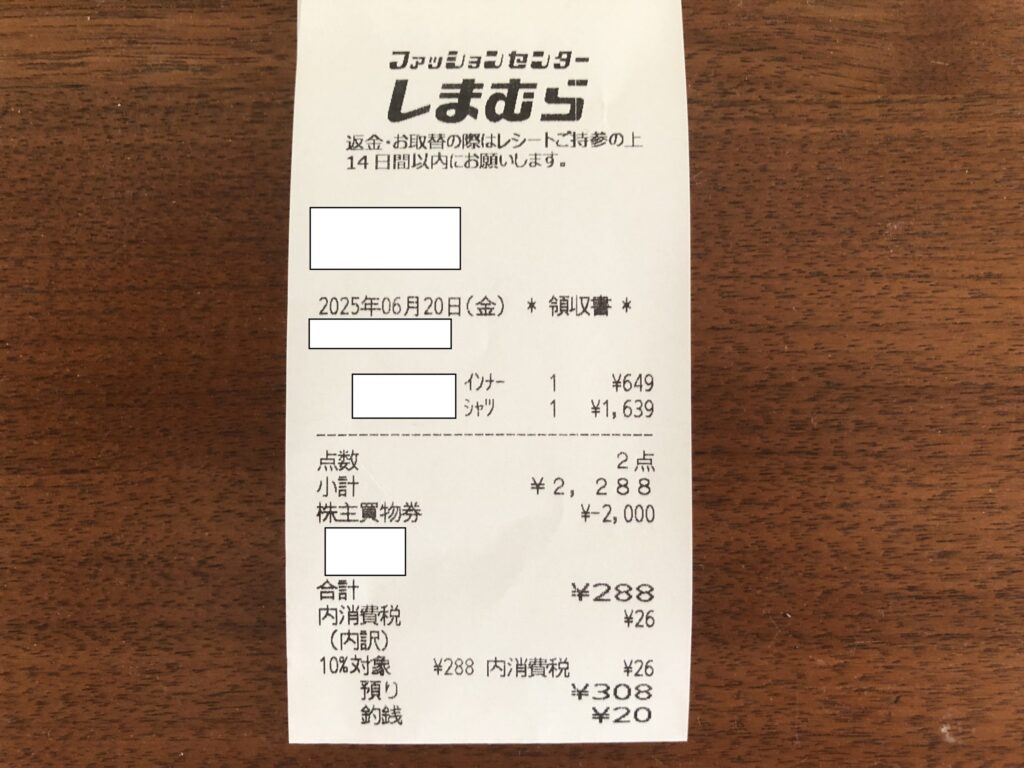 ファッションセンター
しまむら
返金・お取替の際はレシートご持参の上
14日間以内にお願いします。
2025年06月20日(金) * 領収書 *
ｲﾝﾅｰ 1 ¥649
ｼｬﾂ 1 ¥1,639
点数 2点
小計 ¥2,288
株主買物券 ¥-2,000
合計 ¥288
内消費税 ¥26
(内訳)
10%対象 ¥288 内消費税 ¥26
預り ¥308
釣銭 ¥20